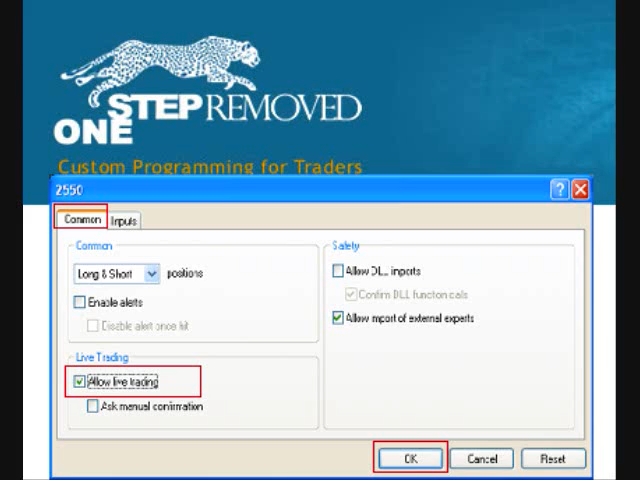 STEPREMOVED
ONE
Custom Programming for Traders
2550
Common Inputs
Common
Long & Short positions
Enable alerts
Disable alert once hit
Live Trading
Allow live trading
Ask manual confirmation
Safety
Allow DLL imports
Confirm DLL function calls
Allow import of external experts
OK Cancel Reset